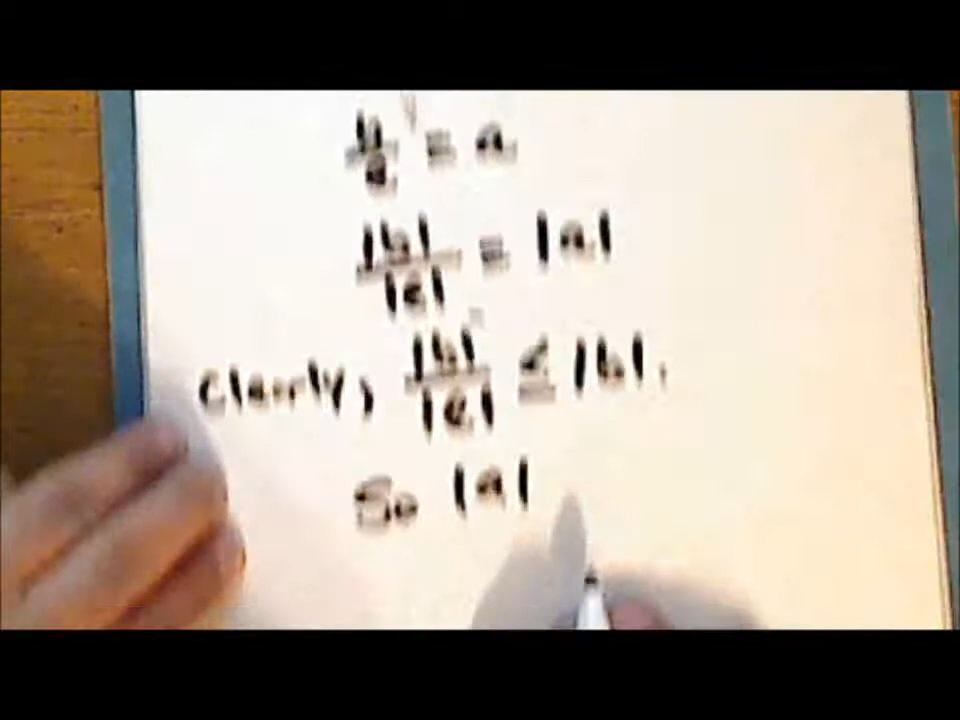 b/c = a
|b|/|c| = |a|
Clearly, |b|/|c| ≤ |b|.
So |a|